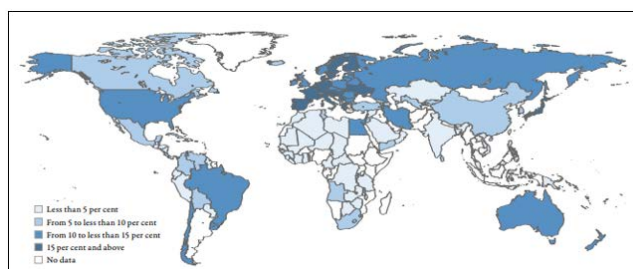 Less than 5 per cent
From 5 to less than 10 per cent
From 10 to less than 15 per cent
15 per cent and above
No data